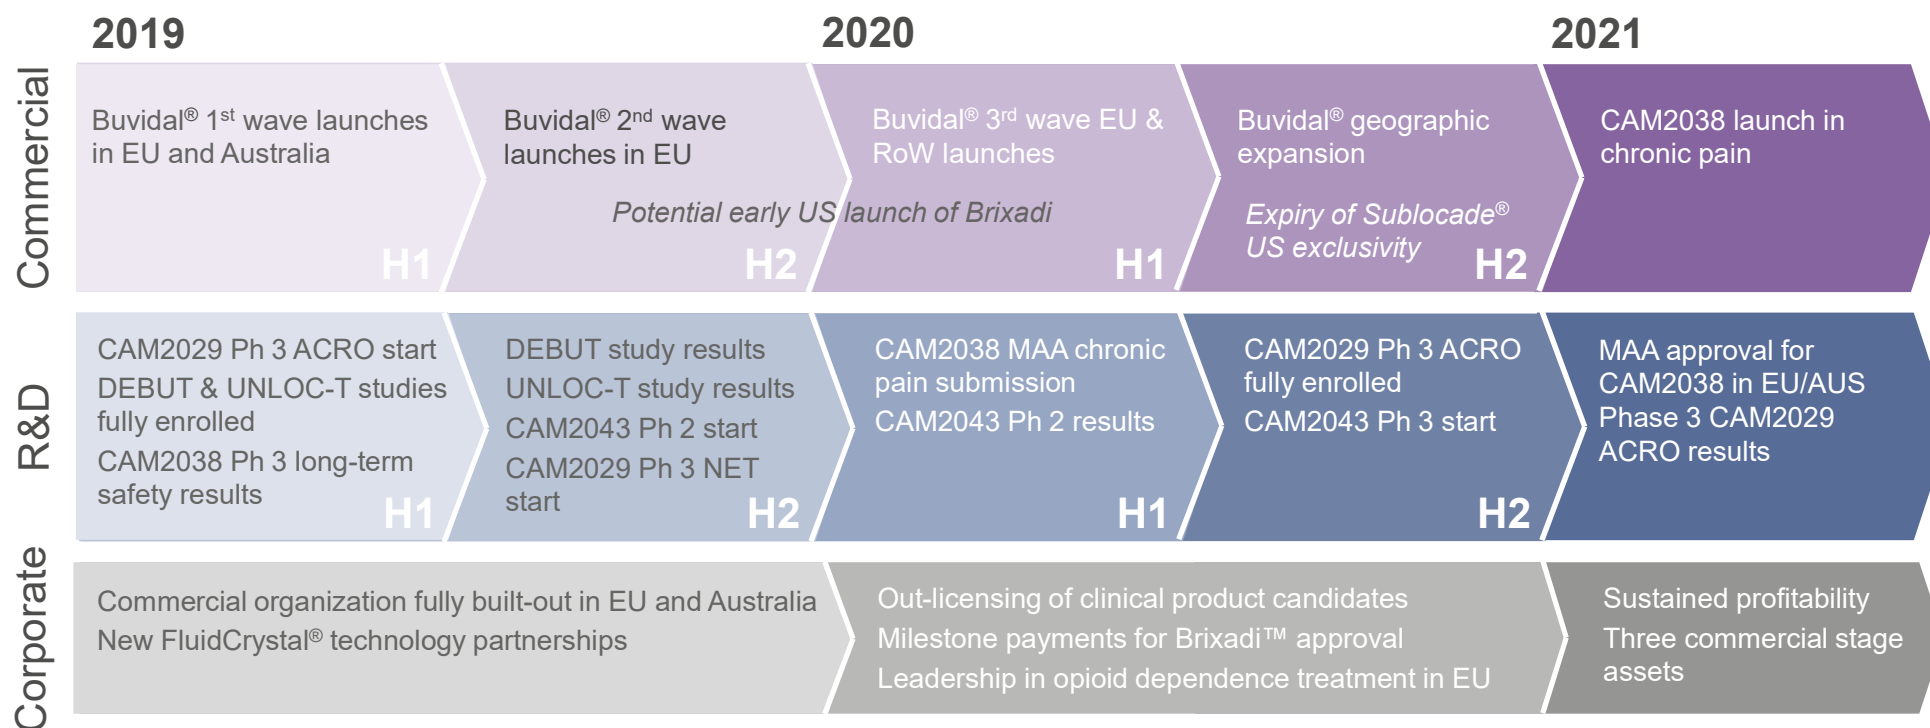 2019
2020
2021
Commercial
Buvidal® 1st wave launches
in EU and Australia
H1
Buvidal® 2nd wave
launches in EU
H2
Potential early US launch of Brixadi
Buvidal® 3rd wave EU &
RoW launches
H1
Buvidal® geographic
expansion
Expiry of Sublocade®
US exclusivity
H2
CAM2038 launch in
chronic pain
R&D
CAM2029 Ph 3 ACRO start
DEBUT & UNLOC-T studies
fully enrolled
CAM2038 Ph 3 long-term
safety results
H1
DEBUT study results
UNLOC-T study results
CAM2043 Ph 2 start
CAM2029 Ph 3 NET
start
H2
CAM2038 MAA chronic
pain submission
CAM2043 Ph 2 results
H1
CAM2029 Ph 3 ACRO
fully enrolled
CAM2043 Ph 3 start
H2
MAA approval for
CAM2038 in EU/AUS
Phase 3 CAM2029
ACRO results
Corporate
Commercial organization fully built-out in EU and Australia
New FluidCrystal® technology partnerships
Out-licensing of clinical product candidates
Milestone payments for Brixadi™ approval
Leadership in opioid dependence treatment in EU
Sustained profitability
Three commercial stage
assets